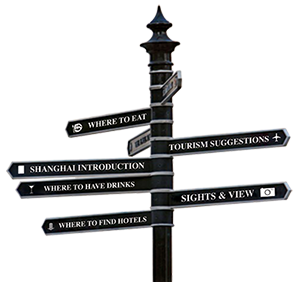 WHERE TO EAT
TOURISM SUGGESTIONS
SHANGHAI INTRODUCTION
WHERE TO HAVE DRINKS
SIGHTS & VIEW
WHERE TO FIND HOTELS